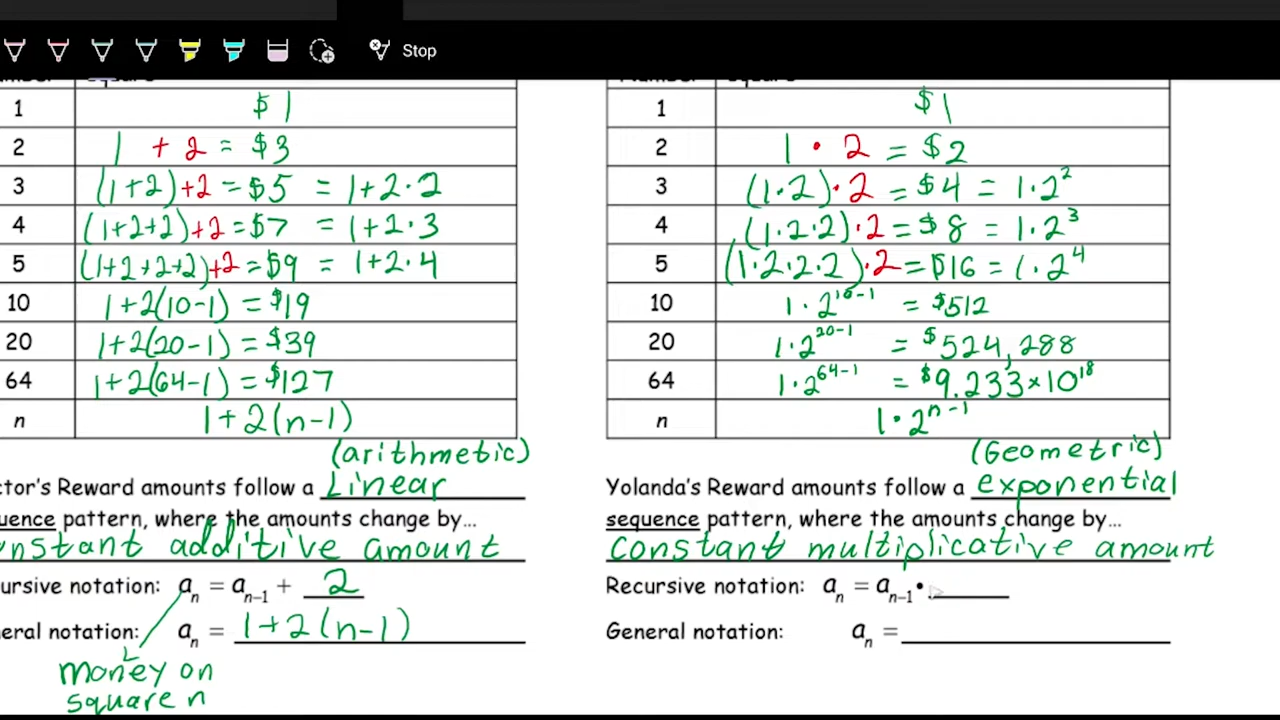 Stop
1 $1
2 1 + 2 = $3
3 (1+2)+2 = $5 = 1+2·2
4 (1+2+2)+2 = $7 = 1+2·3
5 (1+2+2+2)+2 = $9 = 1+2·4
10 1+2(10-1) = $19
20 1+2(20-1) = $39
64 1+2(64-1) = $127
n 1+2(n-1)
(arithmetic)
ctor's Reward amounts follow a Linear
uence pattern, where the amounts change by…
onstant additive amount
ursive notation: aₙ = aₙ₋₁ + 2
eral notation: aₙ = 1+2(n-1)
money on
square n
1 $1
2 1 · 2 = $2
3 (1·2)·2 = $4 = 1·2²
4 (1·2·2)·2 = $8 = 1·2³
5 (1·2·2·2)·2 = $16 = 1·2⁴
10 1·2¹⁰⁻¹ = $512
20 1·2²⁰⁻¹ = $524,288
64 1·2⁶⁴⁻¹ = $9.233×10¹⁸
n 1·2ⁿ⁻¹
(Geometric)
Yolanda's Reward amounts follow a exponential
sequence pattern, where the amounts change by…
constant multiplicative amount
Recursive notation: aₙ = aₙ₋₁ ·
General notation: aₙ =